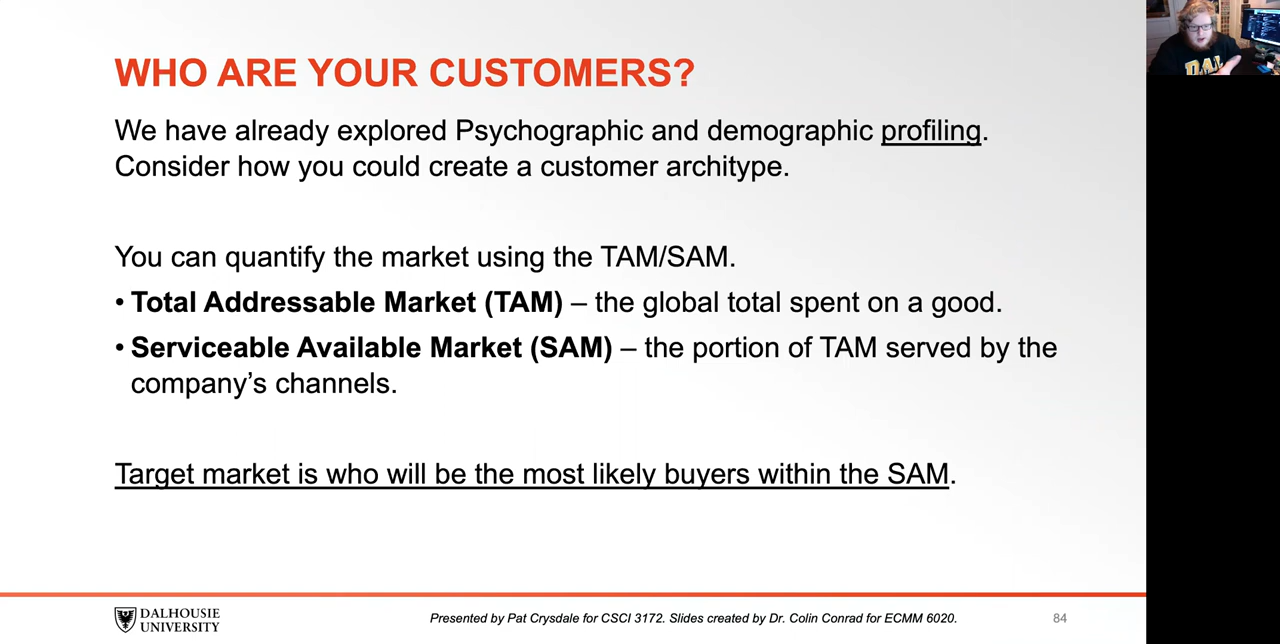 WHO ARE YOUR CUSTOMERS?
We have already explored Psychographic and demographic profiling.
Consider how you could create a customer architype.
You can quantify the market using the TAM/SAM.
• Total Addressable Market (TAM) – the global total spent on a good.
• Serviceable Available Market (SAM) – the portion of TAM served by the
company’s channels.
Target market is who will be the most likely buyers within the SAM.
DALHOUSIE
UNIVERSITY
Presented by Pat Crysdale for CSCI 3172. Slides created by Dr. Colin Conrad for ECMM 6020.
84
DAL